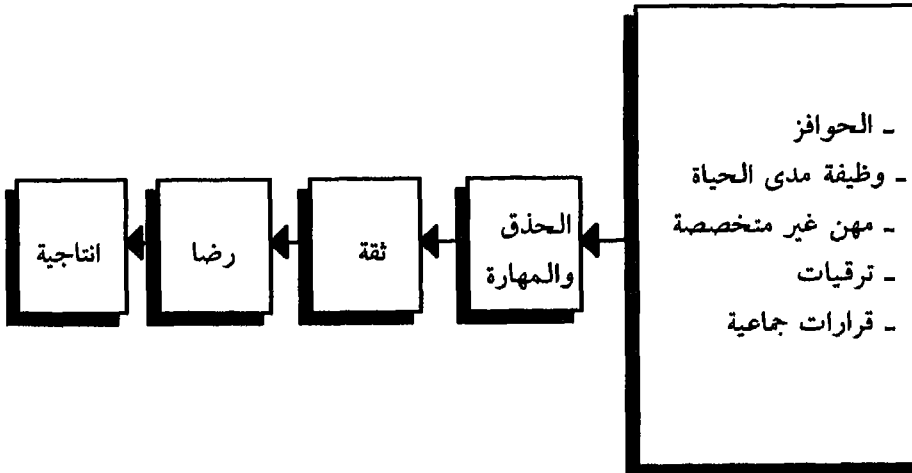 - الحوافز
- وظيفة مدى الحياة
- مهن غير متخصصة
- ترقيات
- قرارات جماعية
الحذق
والمهارة
ثقة
رضا
انتاجية